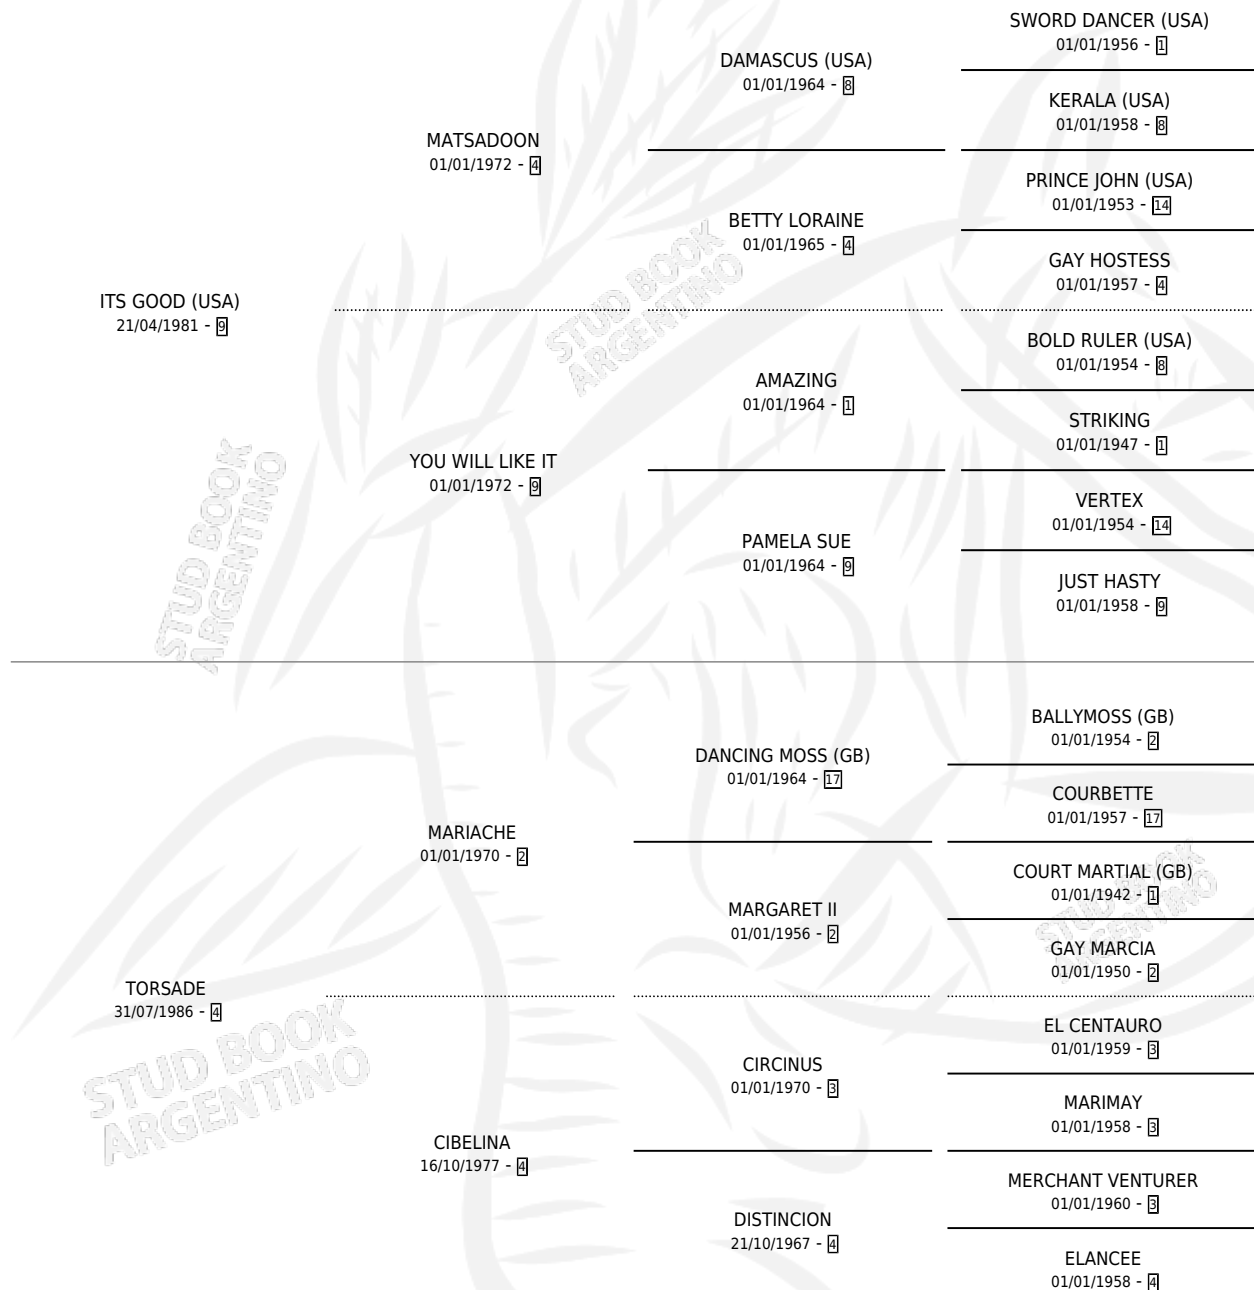 SWORD DANCER (USA)
01/01/1956 - 1
DAMASCUS (USA)
01/01/1964 - 8
KERALA (USA)
01/01/1958 - 8
MATSADOON
01/01/1972 - 4
PRINCE JOHN (USA)
01/01/1953 - 14
BETTY LORAINE
01/01/1965 - 4
GAY HOSTESS
01/01/1957 - 4
ITS GOOD (USA)
21/04/1981 - 9
BOLD RULER (USA)
01/01/1954 - 8
AMAZING
01/01/1964 - 1
STRIKING
01/01/1947 - 1
YOU WILL LIKE IT
01/01/1972 - 9
VERTEX
01/01/1954 - 14
PAMELA SUE
01/01/1964 - 9
JUST HASTY
01/01/1958 - 9
BALLYMOSS (GB)
01/01/1954 - 2
DANCING MOSS (GB)
01/01/1964 - 17
COURBETTE
01/01/1957 - 17
MARIACHE
01/01/1970 - 2
COURT MARTIAL (GB)
01/01/1942 - 1
MARGARET II
01/01/1956 - 2
GAY MARCIA
01/01/1950 - 2
TORSADE
31/07/1986 - 4
EL CENTAURO
01/01/1959 - 3
CIRCINUS
01/01/1970 - 3
MARIMAY
01/01/1958 - 3
CIBELINA
16/10/1977 - 4
MERCHANT VENTURER
01/01/1960 - 3
DISTINCION
21/10/1967 - 4
ELANCEE
01/01/1958 - 4
STUD BOOK
ARGENTINO
STUD BOOK
ARGENTINO
STUD BOOK
ARGENTINO
STUD BOOK
ARGENTINO